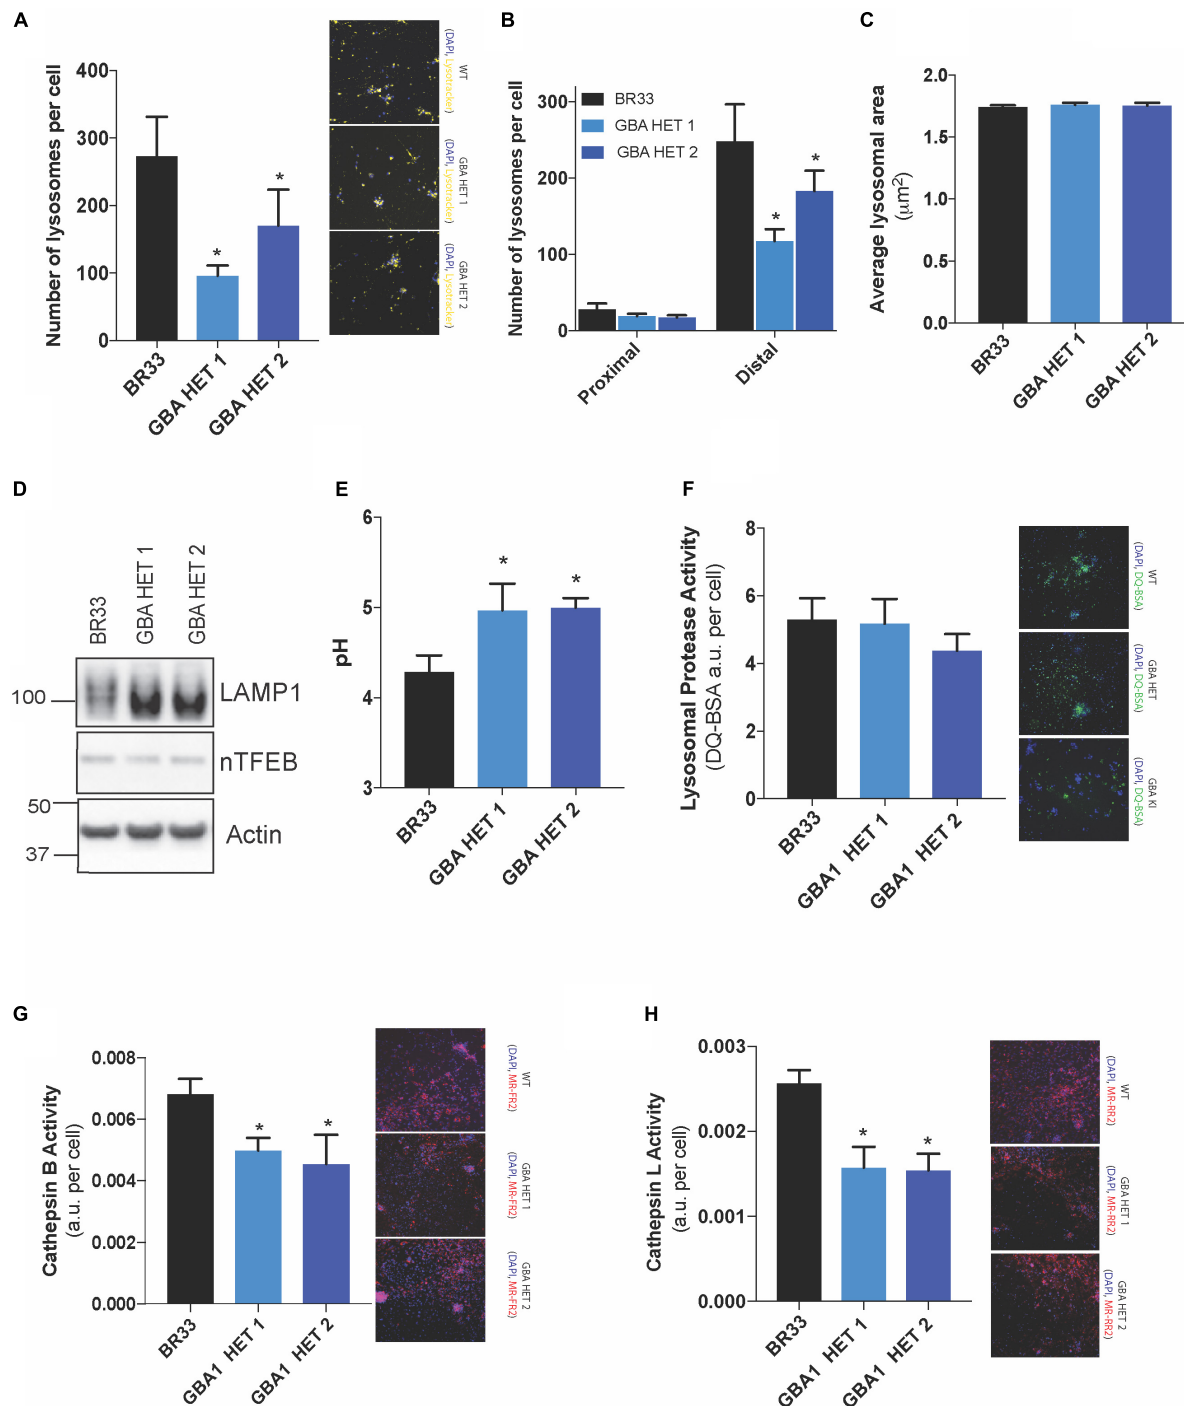 A
Number of lysosomes per cell
400
300
200
100
0
*
*
BR33
GBA HET 1
GBA HET 2
WT
(DAPI, Lysotracker)
GBA HET 1
(DAPI, Lysotracker)
GBA HET 2
(DAPI, Lysotracker)
B
Number of lysosomes per cell
300
200
100
0
BR33
GBA HET 1
GBA HET 2
*
*
Proximal
Distal
C
Average lysosomal area
(μm2)
2.0
1.5
1.0
0.5
0.0
BR33
GBA HET 1
GBA HET 2
D
BR33
GBA HET 1
GBA HET 2
100
LAMP1
nTFEB
50
37
Actin
E
pH
6
5
4
3
*
*
BR33
GBA HET 1
GBA HET 2
F
Lysosomal Protease Activity
(DQ-BSA a.u. per cell)
8
6
4
2
0
BR33
GBA1 HET 1
GBA1 HET 2
WT
(DAPI, DQ-BSA)
GBA HET
(DAPI, DQ-BSA)
GBA KI
(DAPI, DQ-BSA)
G
Cathepsin B Activity
(a.u. per cell)
0.008
0.006
0.004
0.002
0.000
*
*
BR33
GBA1 HET 1
GBA1 HET 2
WT
(DAPI, MR-FR2)
GBA HET 1
(DAPI, MR-FR2)
GBA HET 2
(DAPI, MR-FR2)
H
Cathepsin L Activity
(a.u. per cell)
0.003
0.002
0.001
0.000
*
*
BR33
GBA1 HET 1
GBA1 HET 2
WT
(DAPI, MR-RR2)
GBA HET 1
(DAPI, MR-RR2)
GBA HET 2
(DAPI, MR-RR2)